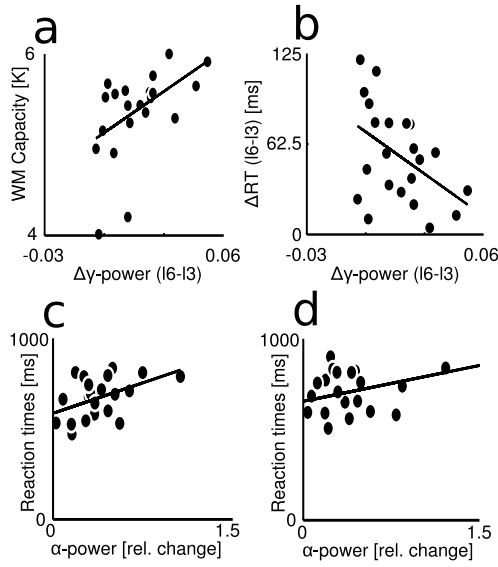 a
6
WM Capacity [K]
4
-0.03
0.06
Δγ-power (l6-l3)
b
125
ΔRT (l6-l3) [ms]
62.5
0
-0.03
0.06
Δγ-power (l6-l3)
c
1000
Reaction times [ms]
0
0
1.5
α-power [rel. change]
d
1000
Reaction times [ms]
0
0
1.5
α-power [rel. change]